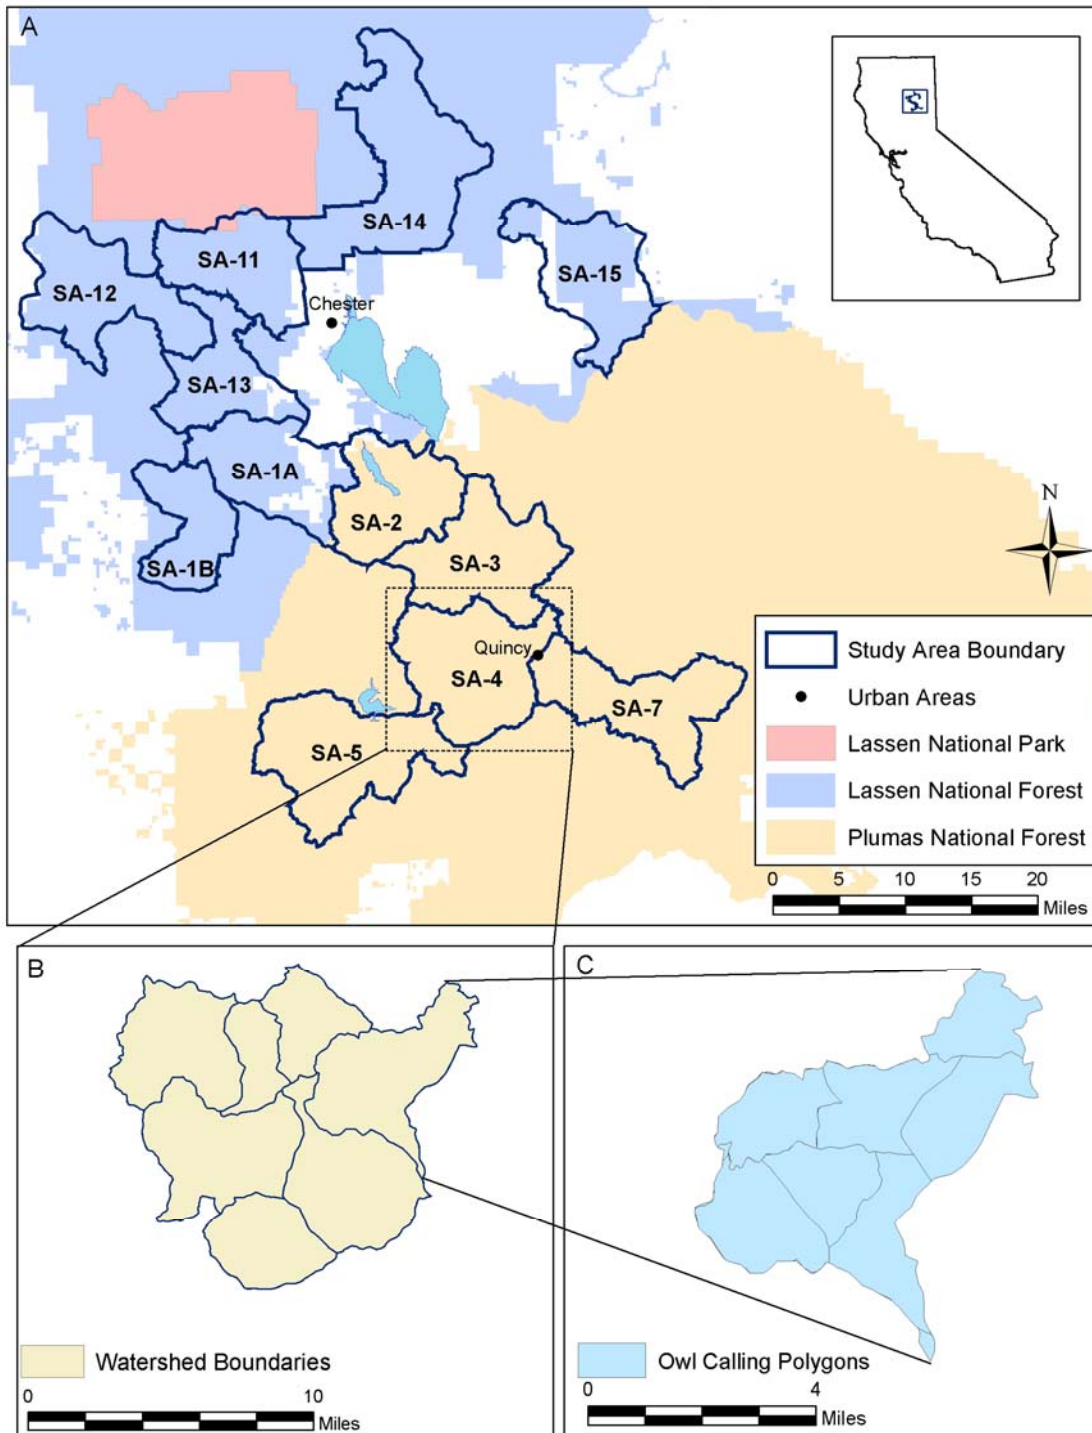 A
SA-14
SA-11
SA-15
SA-12
Chester
SA-13
SA-1A
SA-2
N
SA-3
SA-1B
Quincy
SA-4
SA-7
SA-5
Study Area Boundary
Urban Areas
Lassen National Park
Lassen National Forest
Plumas National Forest
0 5 10 15 20
Miles
B
Watershed Boundaries
0 10
Miles
C
Owl Calling Polygons
0 4
Miles